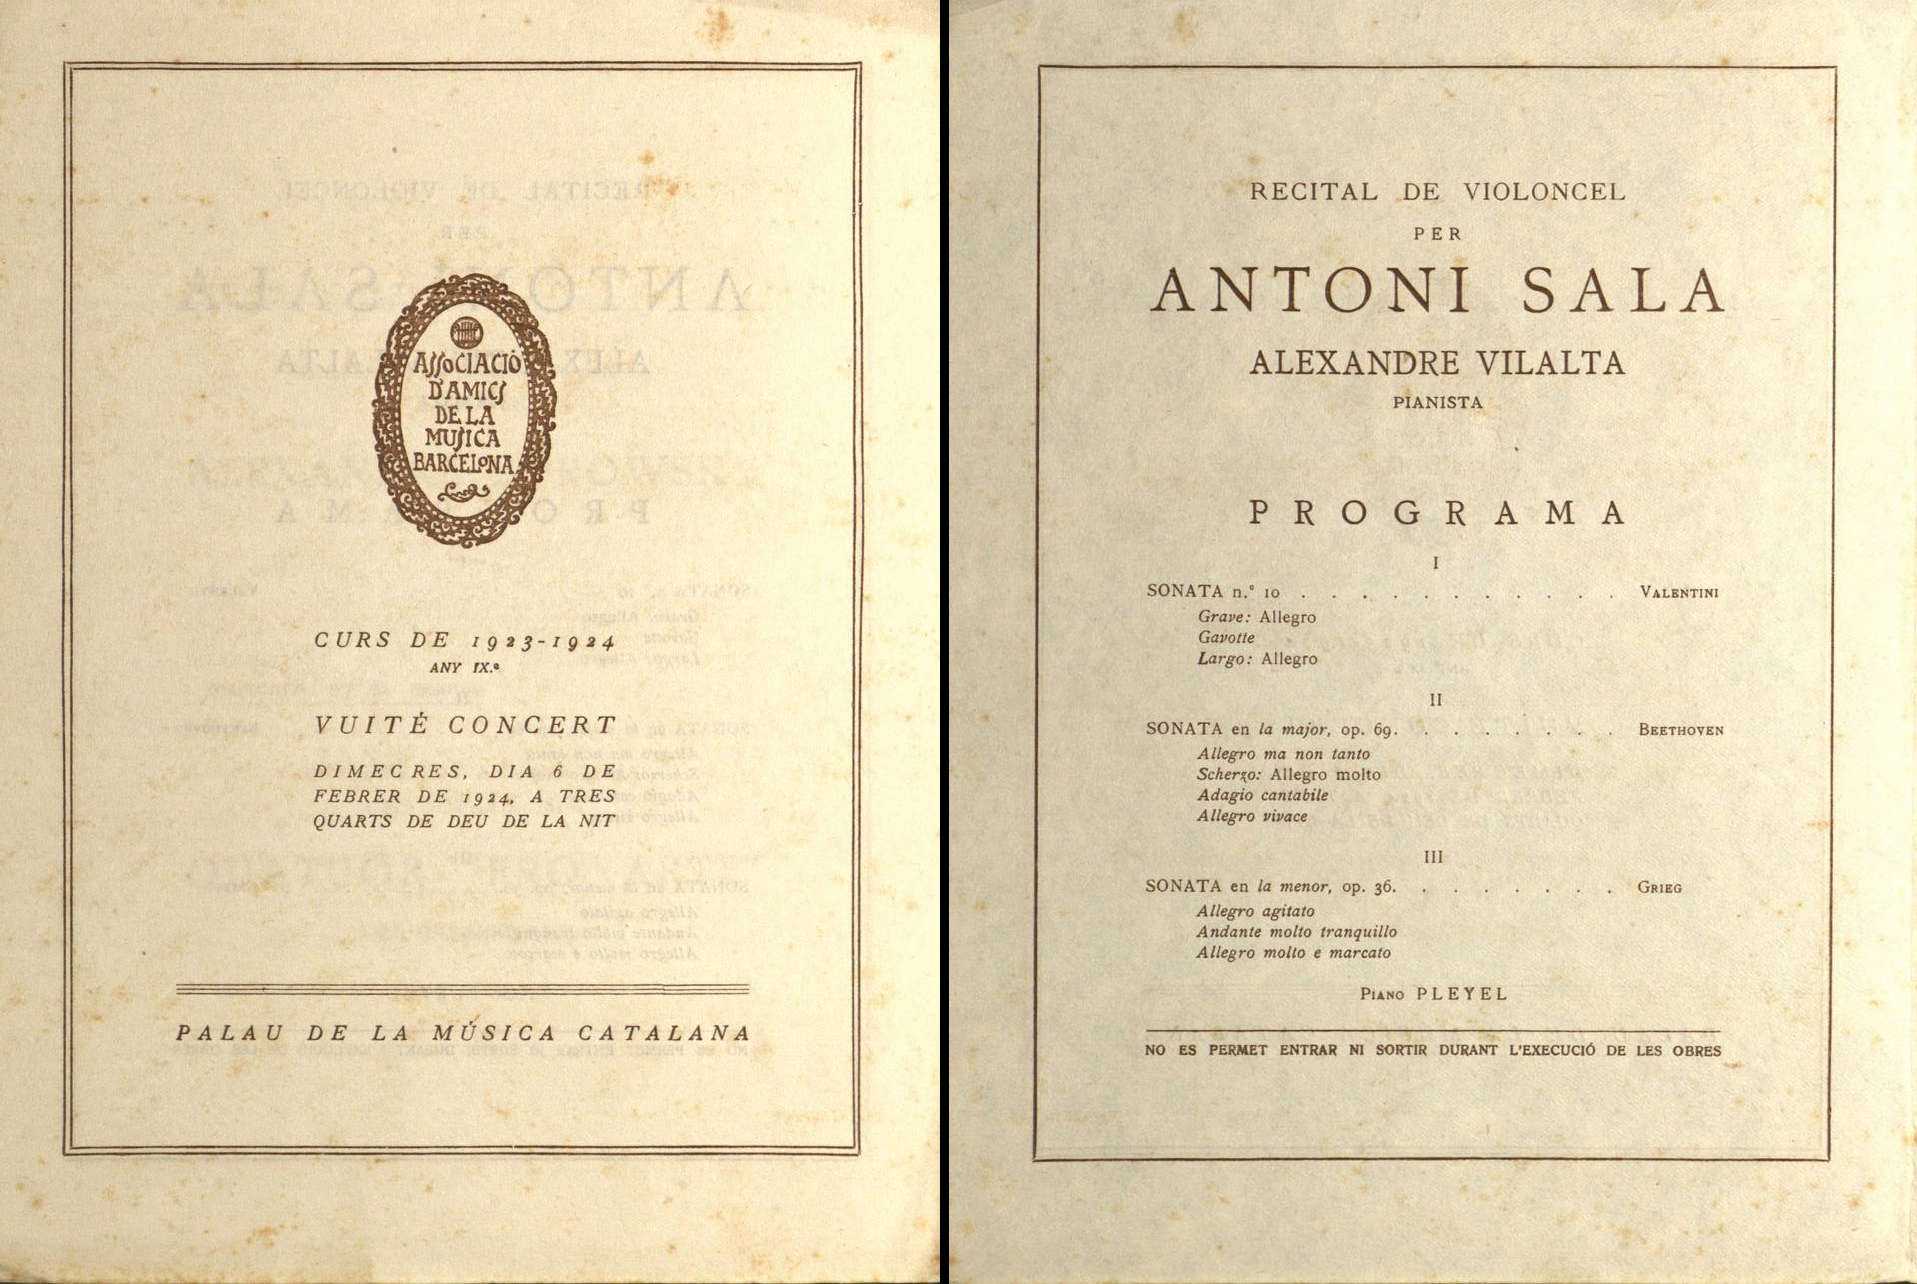 ASSOCIACIÓ
D'AMICS
DE LA
MUSICA
BARCELONA
CURS DE 1923-1924
ANY IX.è
VUITÉ CONCERT
DIMECRES, DIA 6 DE
FEBRER DE 1924, A TRES
QUARTS DE DEU DE LA NIT
PALAU DE LA MÚSICA CATALANA
RECITAL DE VIOLONCEL
PER
ANTONI SALA
ALEXANDRE VILALTA
PIANISTA
PROGRAMA
I
SONATA n.º 10 . . . . . . . . . . . VALENTINI
Grave: Allegro
Gavotte
Largo: Allegro
II
SONATA en la major, op. 69. . . . . . . . BEETHOVEN
Allegro ma non tanto
Scherzo: Allegro molto
Adagio cantabile
Allegro vivace
III
SONATA en la menor, op. 36. . . . . . . . GRIEG
Allegro agitato
Andante molto tranquillo
Allegro molto e marcato
PIANO PLEYEL
NO ES PERMET ENTRAR NI SORTIR DURANT L'EXECUCIÓ DE LES OBRES